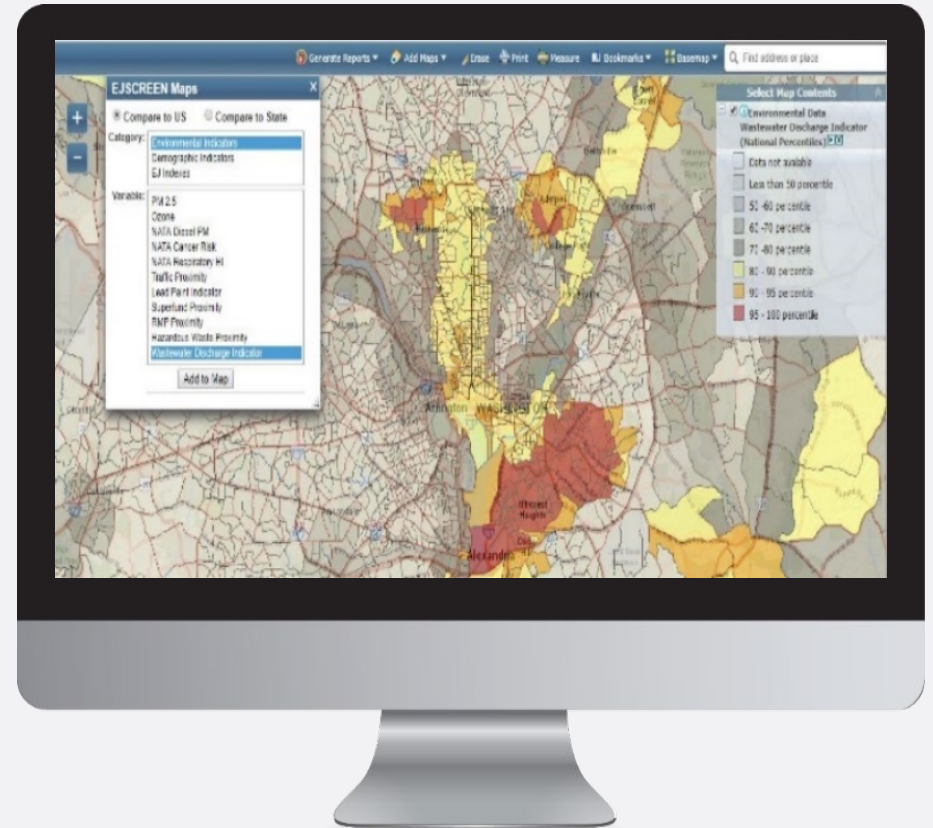 Generate Reports Add Maps Erase Print Measure Bookmarks Basemap Find address or place
EJSCREEN Maps X
Compare to US Compare to State
Category:
Environmental Indicators
Demographic Indicators
EJ Indexes
Variable:
PM 2.5
Ozone
NATA Diesel PM
NATA Cancer Risk
NATA Respiratory HI
Traffic Proximity
Lead Paint Indicator
Superfund Proximity
RMP Proximity
Hazardous Waste Proximity
Wastewater Discharge Indicator
Add to Map
Select Map Contents
Environmental Data
Wastewater Discharge Indicator
(National Percentiles)
Data not available
Less than 50 percentile
50 -60 percentile
60 -70 percentile
70 -80 percentile
80 - 90 percentile
90 - 95 percentile
95 - 100 percentile
Adelphi
Greenbelt
Arlington WASHINGTON
Hillcrest
Heights
Alexandria